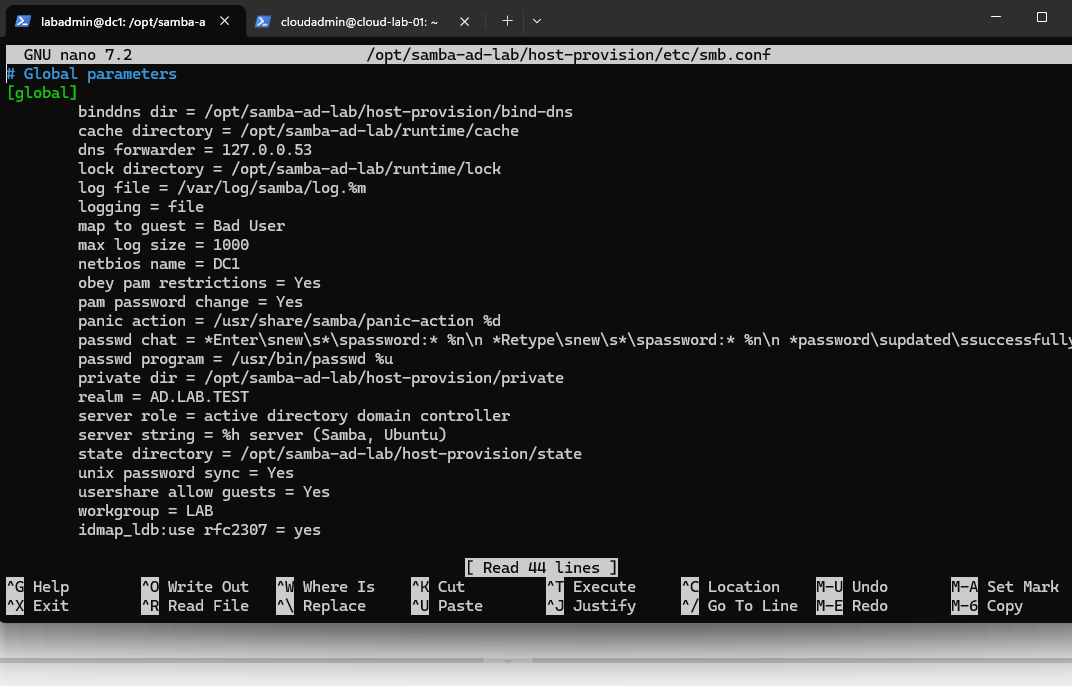 labadmin@dc1: /opt/samba-a
cloudadmin@cloud-lab-01: ~
GNU nano 7.2 /opt/samba-ad-lab/host-provision/etc/smb.conf
# Global parameters
[global]
binddns dir = /opt/samba-ad-lab/host-provision/bind-dns
cache directory = /opt/samba-ad-lab/runtime/cache
dns forwarder = 127.0.0.53
lock directory = /opt/samba-ad-lab/runtime/lock
log file = /var/log/samba/log.%m
logging = file
map to guest = Bad User
max log size = 1000
netbios name = DC1
obey pam restrictions = Yes
pam password change = Yes
panic action = /usr/share/samba/panic-action %d
passwd chat = *Enter\snew\s*\spassword:* %n\n *Retype\snew\s*\spassword:* %n\n *password\supdated\ssuccessfully
passwd program = /usr/bin/passwd %u
private dir = /opt/samba-ad-lab/host-provision/private
realm = AD.LAB.TEST
server role = active directory domain controller
server string = %h server (Samba, Ubuntu)
state directory = /opt/samba-ad-lab/host-provision/state
unix password sync = Yes
usershare allow guests = Yes
workgroup = LAB
idmap_ldb:use rfc2307 = yes
[ Read 44 lines ]
^G Help ^O Write Out ^W Where Is ^K Cut ^T Execute ^C Location M-U Undo M-A Set Mark
^X Exit ^R Read File ^\ Replace ^U Paste ^J Justify ^/ Go To Line M-E Redo M-6 Copy